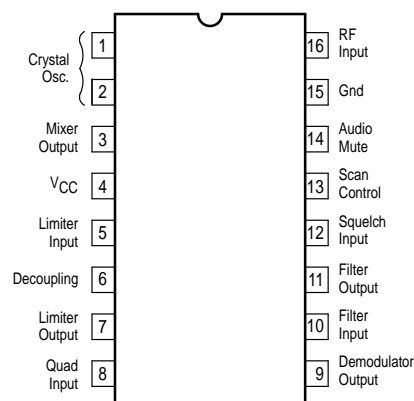 Crystal
Osc.
1
2
Mixer
Output
3
VCC
4
Limiter
Input
5
Decoupling
6
Limiter
Output
7
Quad
Input
8
16
RF
Input
15
Gnd
14
Audio
Mute
13
Scan
Control
12
Squelch
Input
11
Filter
Output
10
Filter
Input
9
Demodulator
Output